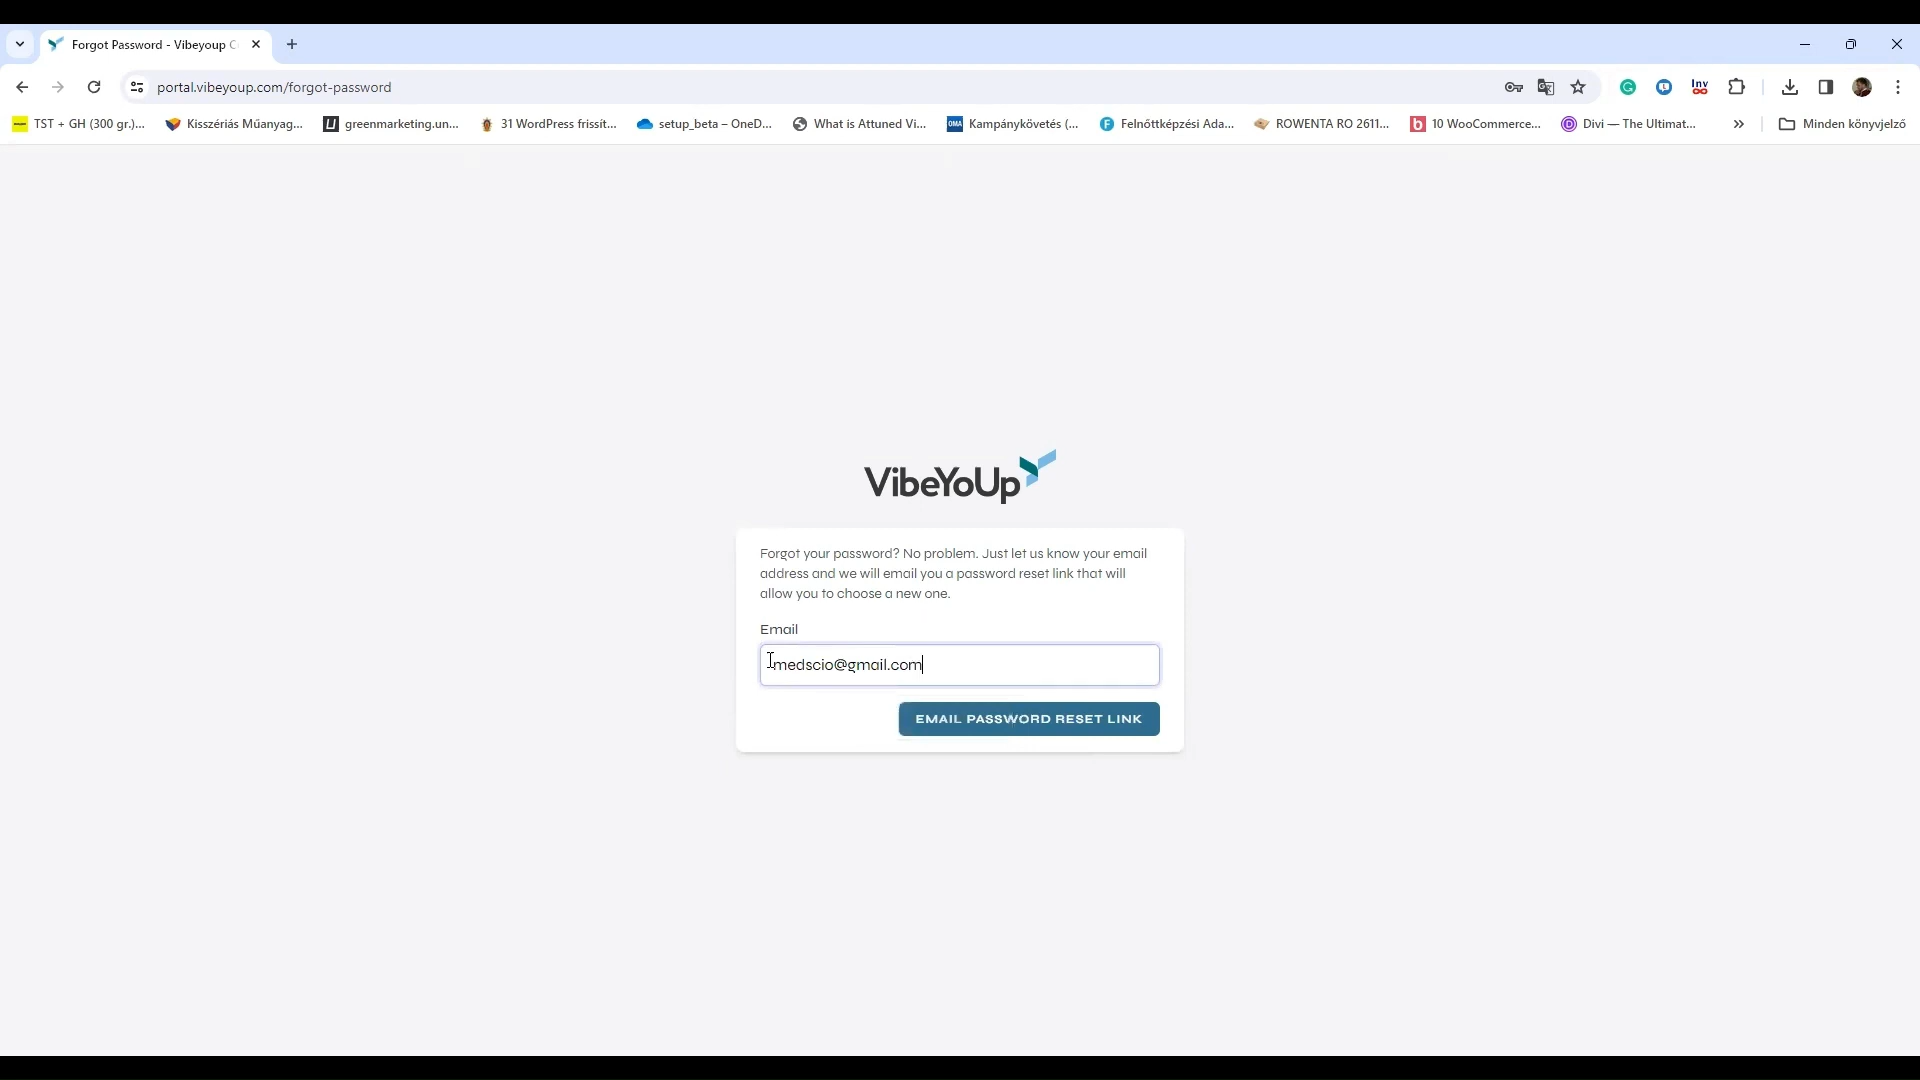 Forgot Password - Vibeyoup C
portal.vibeyoup.com/forgot-password
Inv
TST + GH (300 gr.)...
Kisszériás Műanyag...
greenmarketing.un...
31 WordPress frissít...
setup_beta – OneD...
What is Attuned Vi...
OMA
Kampánykövetés (...
Felnőttképzési Ada...
ROWENTA RO 2611...
10 WooCommerce...
Divi — The Ultimat...
»
Minden könyvjelző
VibeYoUp
Forgot your password? No problem. Just let us know your email
address and we will email you a password reset link that will
allow you to choose a new one.
Email
medscio@gmail.com
EMAIL PASSWORD RESET LINK